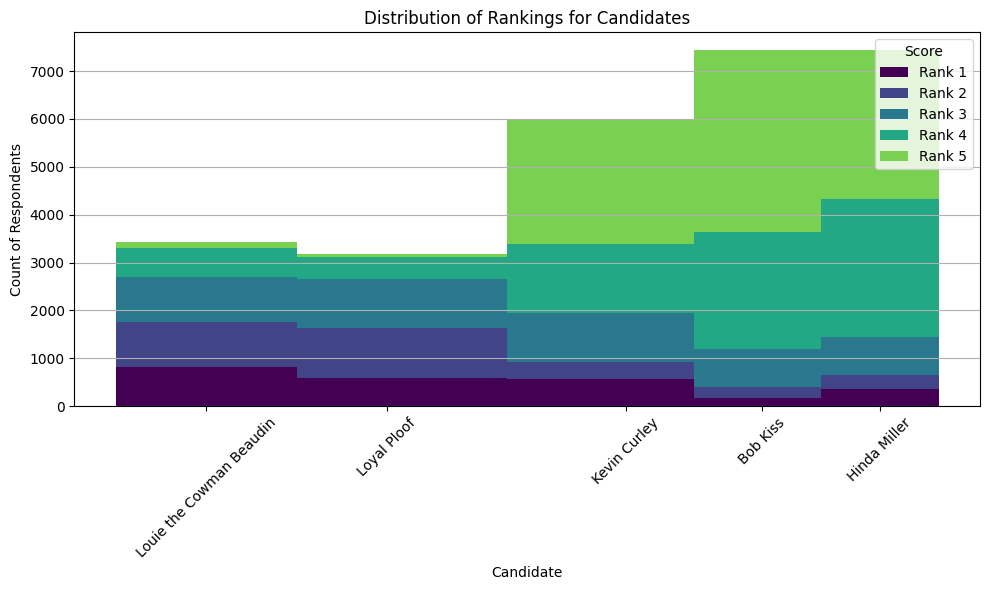 Distribution of Rankings for Candidates
Score
Rank 1
Rank 2
Rank 3
Rank 4
Rank 5
Count of Respondents
7000
6000
5000
4000
3000
2000
1000
0
Louie the Cowman Beaudin
Loyal Ploof
Kevin Curley
Bob Kiss
Hinda Miller
Candidate